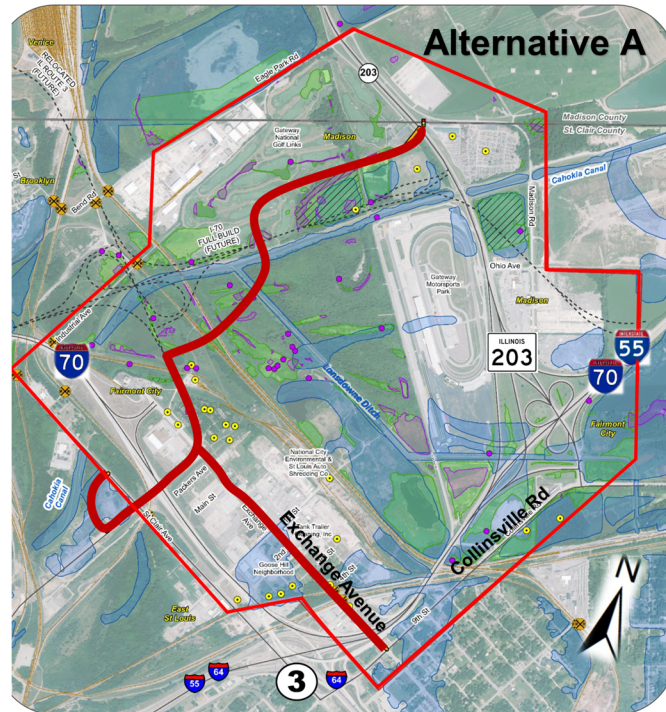 Alternative A
Venice
RELOCATED
IL ROUTE 3
(FUTURE)
Eagle Park Rd
203
Gateway
National
Golf Links
Madison
Madison County
St. Clair County
Cahokia Canal
Brooklyn
Bend Rd
I-70
FULL BUILD
(FUTURE)
Madison Rd
Ohio Ave
Gateway
Motorsports
Park
Madison
Industrial Ave
INTERSTATE
55
70
ILLINOIS
203
70
Fairmont City
Lansdowne Ditch
Fairmont
City
National City
Environmental &
St Louis Auto
Shredding Co.
Cahokia
Canal
Packers Ave
Main St
St Clair Ave
Exchange
Ave
Exchange Avenue
Collinsville Rd
2nd
Goose Hill
Neighborhood
9th St
East
St Louis
N
55
64
3
64